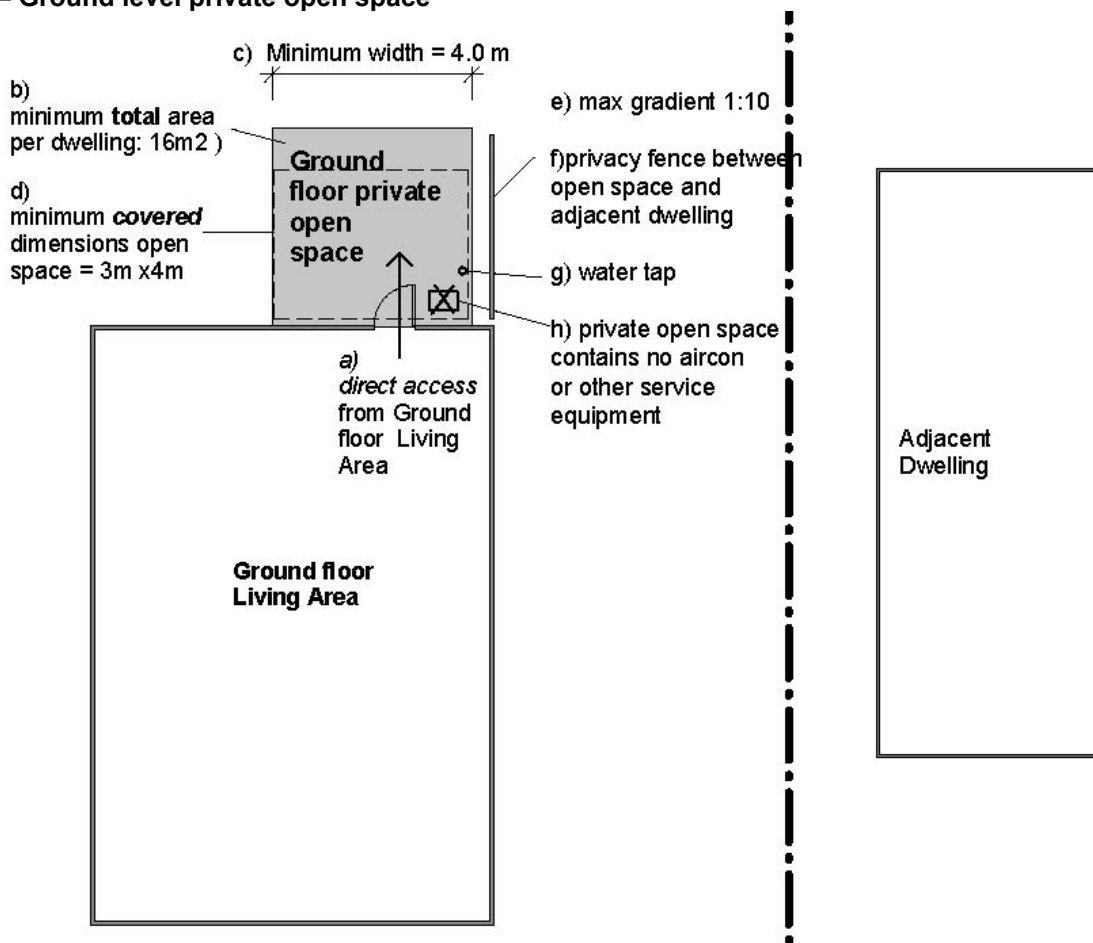 – Ground level private open space
c) Minimum width = 4.0 m
b)
minimum total area
per dwelling: 16m2 )
d)
minimum covered
dimensions open
space = 3m x4m
Ground
floor private
open
space
e) max gradient 1:10
f)privacy fence between
open space and
adjacent dwelling
g) water tap
h) private open space
contains no aircon
or other service
equipment
a)
direct access
from Ground
floor Living
Area
Ground floor
Living Area
Adjacent
Dwelling